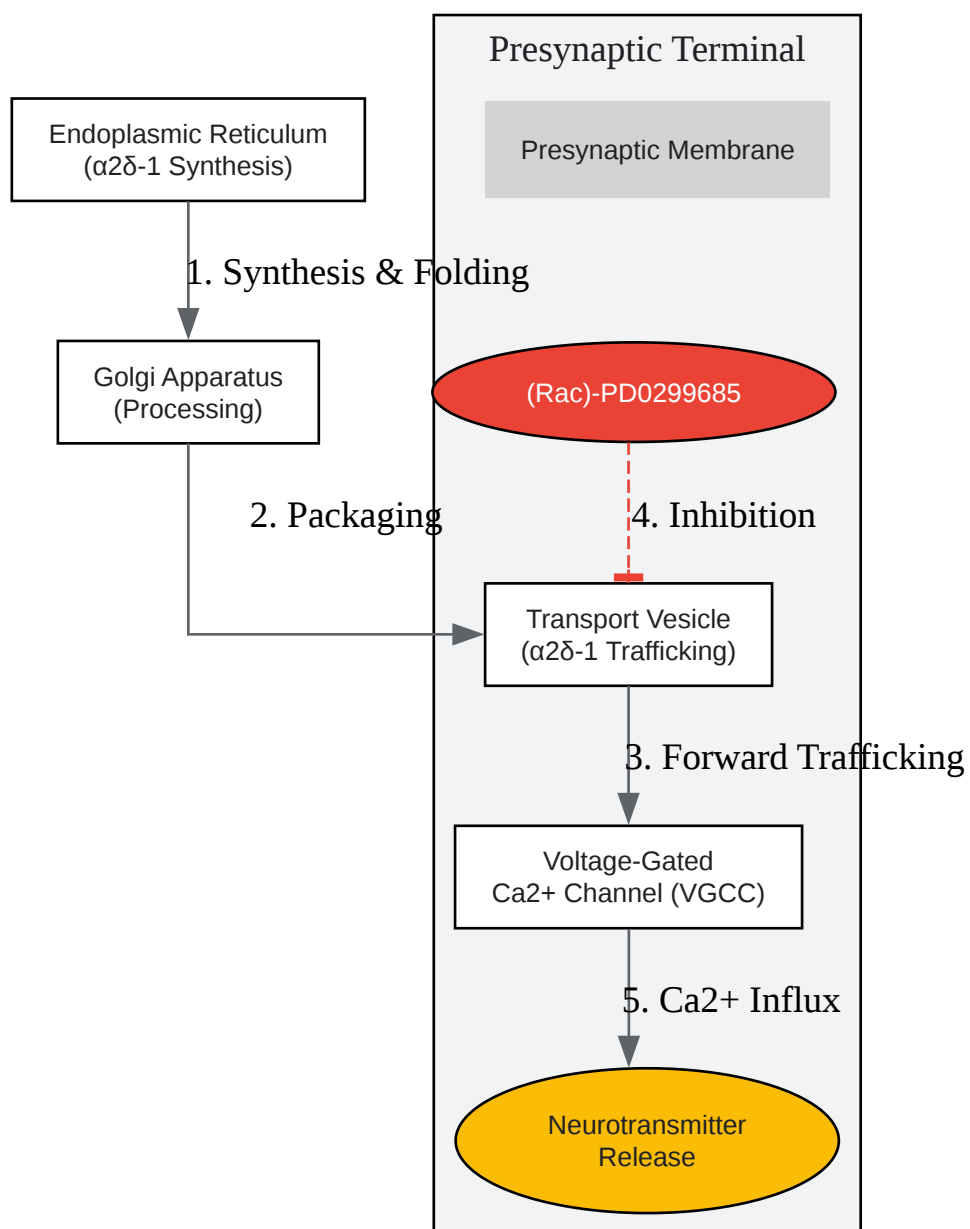 Presynaptic Terminal
Endoplasmic Reticulum
(α2δ-1 Synthesis)
Presynaptic Membrane
1. Synthesis & Folding
Golgi Apparatus
(Processing)
(Rac)-PD0299685
2. Packaging
4. Inhibition
Transport Vesicle
(α2δ-1 Trafficking)
3. Forward Trafficking
Voltage-Gated
Ca2+ Channel (VGCC)
5. Ca2+ Influx
Neurotransmitter
Release